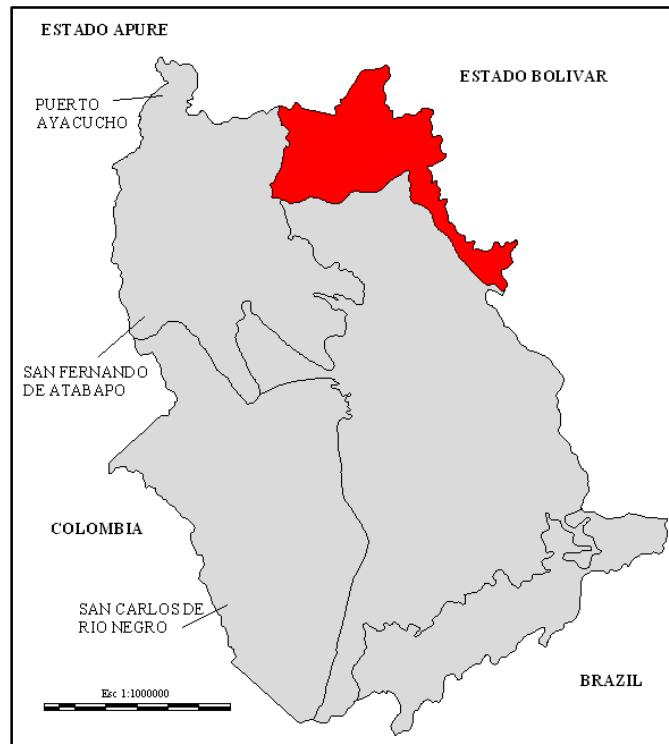 ESTADO APURE
ESTADO BOLIVAR
PUERTO
AYACUCHO
SAN FERNANDO
DE ATABAPO
COLOMBIA
SAN CARLOS DE
RIO NEGRO
BRAZIL
Esc 1:1000000